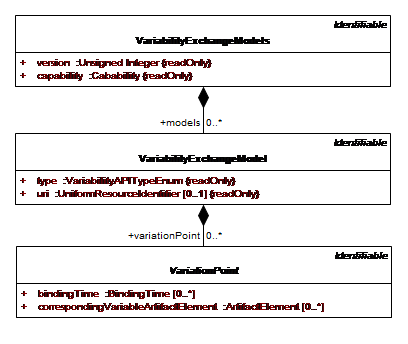 Identifiable
VariabilityExchangeModels
+ version :Unsigned Integer {readOnly}
+ capability :Cabability {readOnly}
+models 0..*
Identifiable
VariabilityExchangeModel
+ type :VariabilityAPITypeEnum {readOnly}
+ uri :UniformResourceIdentifier [0..1] {readOnly}
+variationPoint 0..*
Identifiable
VariationPoint
+ bindingTime :BindingTime [0..*]
+ correspondingVariableArtifactElement :ArtifactElement [0..*]